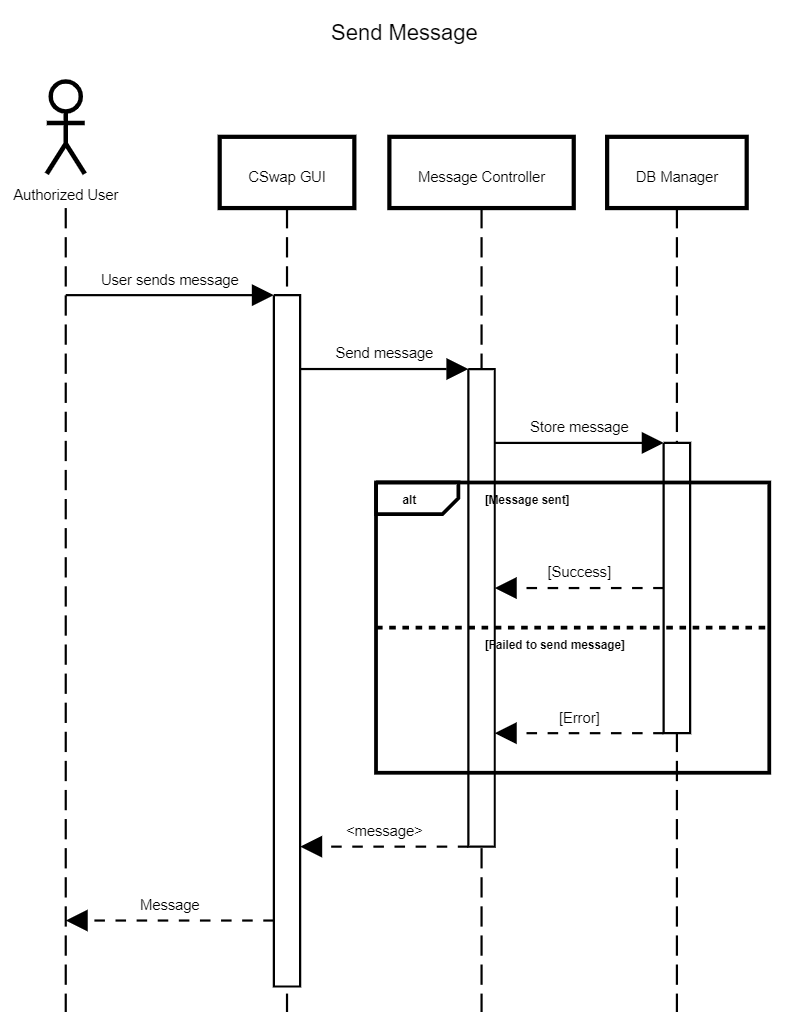 Send Message
Authorized User
CSwap GUI
Message Controller
DB Manager
User sends message
Send message
Store message
alt
[Message sent]
[Success]
[Failed to send message]
[Error]
<message>
Message